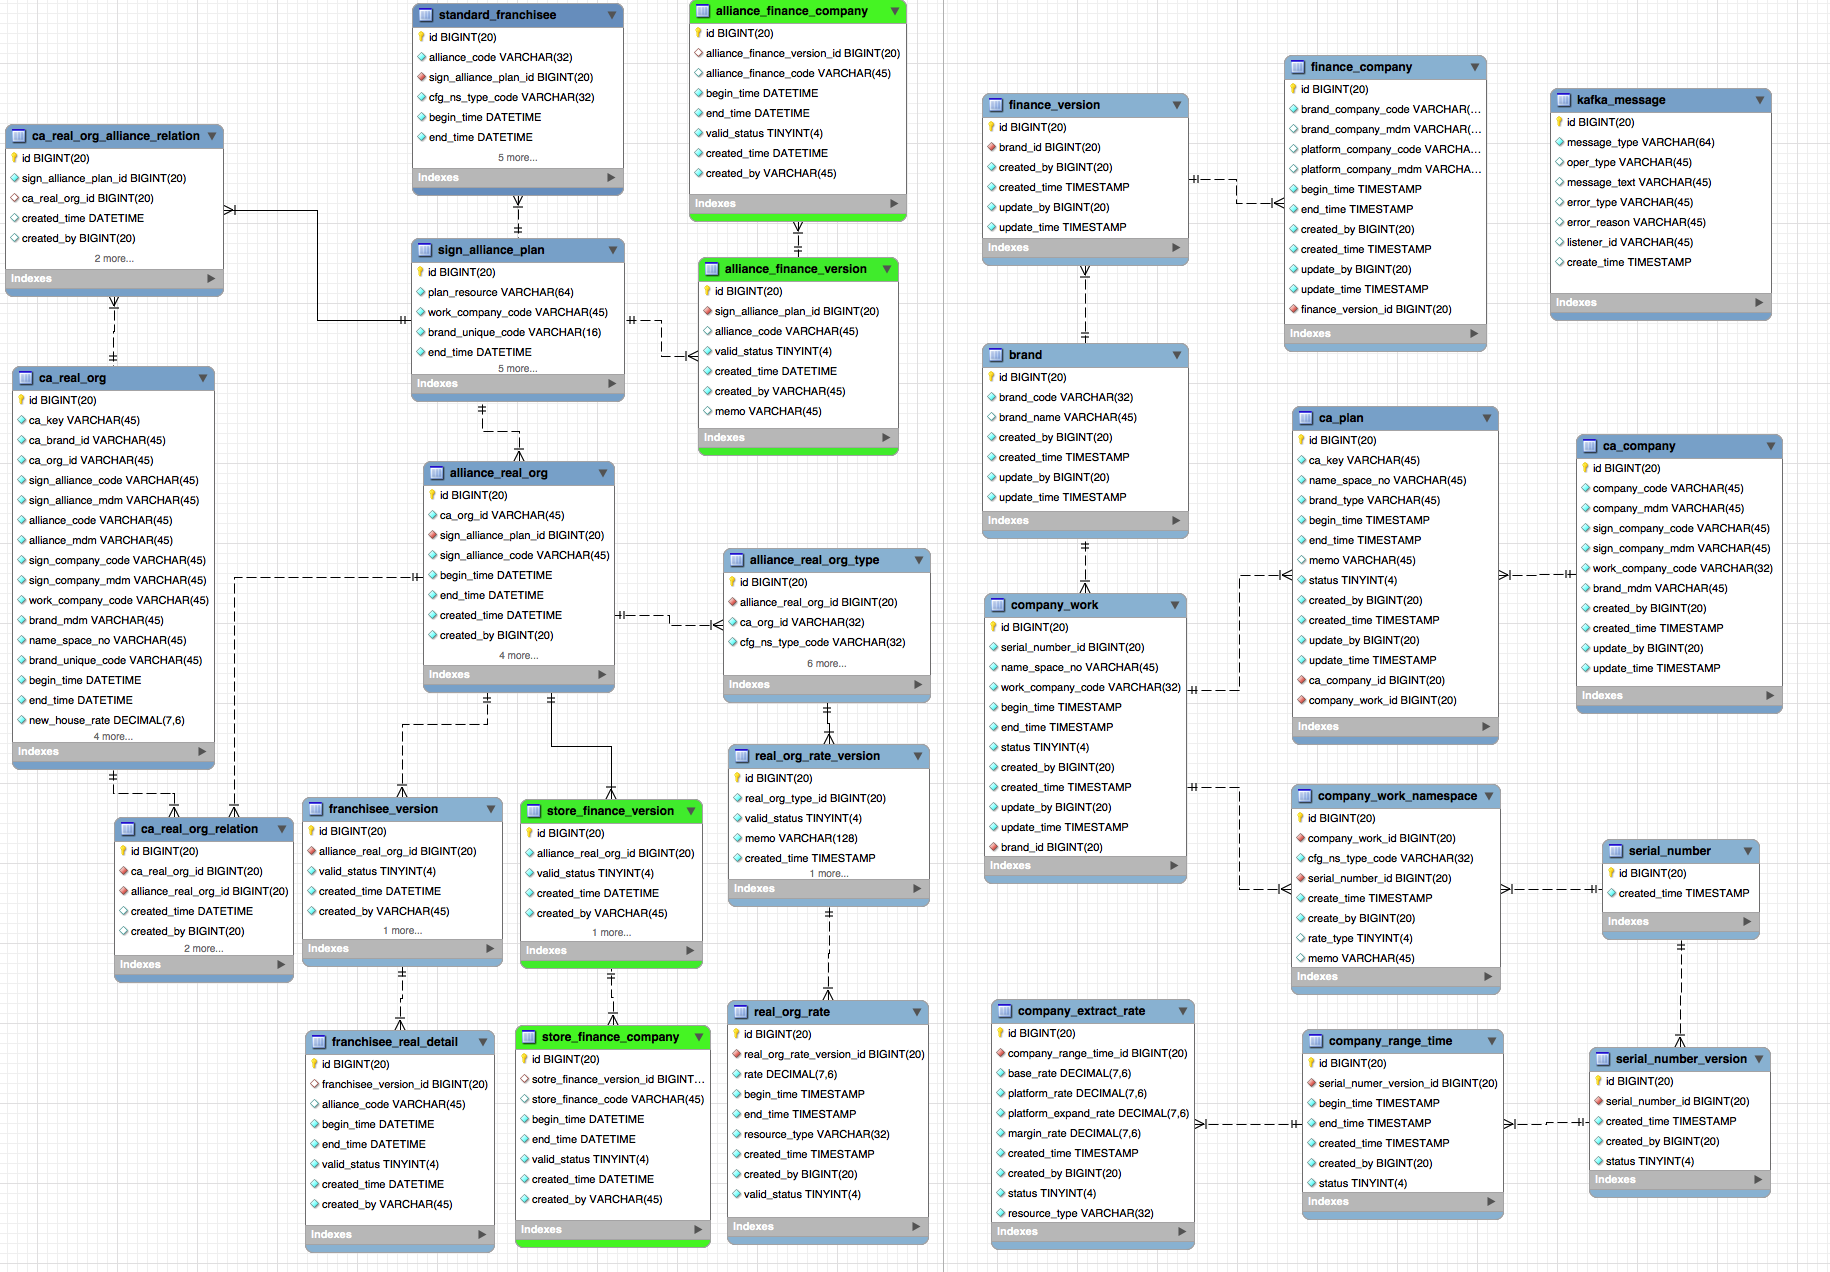 standard_franchisee
id BIGINT(20)
alliance_code VARCHAR(32)
sign_alliance_plan_id BIGINT(20)
cfg_ns_type_code VARCHAR(32)
begin_time DATETIME
end_time DATETIME
5 more...
Indexes
alliance_finance_company
id BIGINT(20)
alliance_finance_version_id BIGINT(20)
alliance_finance_code VARCHAR(45)
begin_time DATETIME
end_time DATETIME
valid_status TINYINT(4)
created_time DATETIME
created_by VARCHAR(45)
Indexes
ca_real_org_alliance_relation
id BIGINT(20)
sign_alliance_plan_id BIGINT(20)
ca_real_org_id BIGINT(20)
created_time DATETIME
created_by BIGINT(20)
2 more...
Indexes
sign_alliance_plan
id BIGINT(20)
plan_resource VARCHAR(64)
work_company_code VARCHAR(45)
brand_unique_code VARCHAR(16)
end_time DATETIME
5 more...
Indexes
alliance_finance_version
id BIGINT(20)
sign_alliance_plan_id BIGINT(20)
alliance_code VARCHAR(45)
valid_status TINYINT(4)
created_time DATETIME
created_by VARCHAR(45)
memo VARCHAR(45)
Indexes
ca_real_org
id BIGINT(20)
ca_key VARCHAR(45)
ca_brand_id VARCHAR(45)
ca_org_id VARCHAR(45)
sign_alliance_code VARCHAR(45)
sign_alliance_mdm VARCHAR(45)
alliance_code VARCHAR(45)
alliance_mdm VARCHAR(45)
sign_company_code VARCHAR(45)
sign_company_mdm VARCHAR(45)
work_company_code VARCHAR(45)
brand_mdm VARCHAR(45)
name_space_no VARCHAR(45)
brand_unique_code VARCHAR(45)
begin_time DATETIME
end_time DATETIME
new_house_rate DECIMAL(7,6)
4 more...
Indexes
alliance_real_org
id BIGINT(20)
ca_org_id VARCHAR(45)
sign_alliance_plan_id BIGINT(20)
sign_alliance_code VARCHAR(45)
begin_time DATETIME
end_time DATETIME
created_time DATETIME
created_by BIGINT(20)
4 more...
Indexes
alliance_real_org_type
id BIGINT(20)
alliance_real_org_id BIGINT(20)
ca_org_id VARCHAR(32)
cfg_ns_type_code VARCHAR(32)
6 more...
Indexes
real_org_rate_version
id BIGINT(20)
real_org_type_id BIGINT(20)
valid_status TINYINT(4)
memo VARCHAR(128)
created_time TIMESTAMP
1 more...
Indexes
ca_real_org_relation
id BIGINT(20)
ca_real_org_id BIGINT(20)
alliance_real_org_id BIGINT(20)
created_time DATETIME
created_by BIGINT(20)
2 more...
Indexes
franchisee_version
id BIGINT(20)
alliance_real_org_id BIGINT(20)
valid_status TINYINT(4)
created_time DATETIME
created_by VARCHAR(45)
1 more...
Indexes
store_finance_version
id BIGINT(20)
alliance_real_org_id BIGINT(20)
valid_status TINYINT(4)
created_time DATETIME
created_by VARCHAR(45)
1 more...
Indexes
franchisee_real_detail
id BIGINT(20)
franchisee_version_id BIGINT(20)
alliance_code VARCHAR(45)
begin_time DATETIME
end_time DATETIME
valid_status TINYINT(4)
created_time DATETIME
created_by VARCHAR(45)
Indexes
store_finance_company
id BIGINT(20)
sotre_finance_version_id BIGINT...
store_finance_code VARCHAR(45)
begin_time DATETIME
end_time DATETIME
valid_status TINYINT(4)
created_time DATETIME
created_by VARCHAR(45)
Indexes
real_org_rate
id BIGINT(20)
real_org_rate_version_id BIGINT(20)
rate DECIMAL(7,6)
begin_time TIMESTAMP
end_time TIMESTAMP
resource_type VARCHAR(32)
created_time TIMESTAMP
created_by BIGINT(20)
valid_status TINYINT(4)
Indexes
finance_version
id BIGINT(20)
brand_id BIGINT(20)
created_by BIGINT(20)
created_time TIMESTAMP
update_by BIGINT(20)
update_time TIMESTAMP
Indexes
finance_company
id BIGINT(20)
brand_company_code VARCHAR(...
brand_company_mdm VARCHAR(...
platform_company_code VARCHA...
platform_company_mdm VARCHA...
begin_time TIMESTAMP
end_time TIMESTAMP
created_by BIGINT(20)
created_time TIMESTAMP
update_by BIGINT(20)
update_time TIMESTAMP
finance_version_id BIGINT(20)
Indexes
kafka_message
id BIGINT(20)
message_type VARCHAR(64)
oper_type VARCHAR(45)
message_text VARCHAR(45)
error_type VARCHAR(45)
error_reason VARCHAR(45)
listener_id VARCHAR(45)
create_time TIMESTAMP
Indexes
brand
id BIGINT(20)
brand_code VARCHAR(32)
brand_name VARCHAR(45)
created_by BIGINT(20)
created_time TIMESTAMP
update_by BIGINT(20)
update_time TIMESTAMP
Indexes
ca_plan
id BIGINT(20)
ca_key VARCHAR(45)
name_space_no VARCHAR(45)
brand_type VARCHAR(45)
begin_time TIMESTAMP
end_time TIMESTAMP
memo VARCHAR(45)
status TINYINT(4)
created_by BIGINT(20)
created_time TIMESTAMP
update_by BIGINT(20)
update_time TIMESTAMP
ca_company_id BIGINT(20)
company_work_id BIGINT(20)
Indexes
ca_company
id BIGINT(20)
company_code VARCHAR(45)
company_mdm VARCHAR(45)
sign_company_code VARCHAR(45)
sign_company_mdm VARCHAR(45)
work_company_code VARCHAR(32)
brand_mdm VARCHAR(45)
created_by BIGINT(20)
created_time TIMESTAMP
update_by BIGINT(20)
update_time TIMESTAMP
Indexes
company_work
id BIGINT(20)
serial_number_id BIGINT(20)
name_space_no VARCHAR(45)
work_company_code VARCHAR(32)
begin_time TIMESTAMP
end_time TIMESTAMP
status TINYINT(4)
created_by BIGINT(20)
created_time TIMESTAMP
update_by BIGINT(20)
update_time TIMESTAMP
brand_id BIGINT(20)
Indexes
company_work_namespace
id BIGINT(20)
company_work_id BIGINT(20)
cfg_ns_type_code VARCHAR(32)
serial_number_id BIGINT(20)
create_time TIMESTAMP
create_by BIGINT(20)
rate_type TINYINT(4)
memo VARCHAR(45)
Indexes
serial_number
id BIGINT(20)
created_time TIMESTAMP
Indexes
company_extract_rate
id BIGINT(20)
company_range_time_id BIGINT(20)
base_rate DECIMAL(7,6)
platform_rate DECIMAL(7,6)
platform_expand_rate DECIMAL(7,6)
margin_rate DECIMAL(7,6)
created_time TIMESTAMP
created_by BIGINT(20)
status TINYINT(4)
resource_type VARCHAR(32)
Indexes
company_range_time
id BIGINT(20)
serial_numer_version_id BIGINT(20)
begin_time TIMESTAMP
end_time TIMESTAMP
created_time TIMESTAMP
created_by BIGINT(20)
status TINYINT(4)
Indexes
serial_number_version
id BIGINT(20)
serial_number_id BIGINT(20)
created_time TIMESTAMP
created_by BIGINT(20)
status TINYINT(4)
Indexes